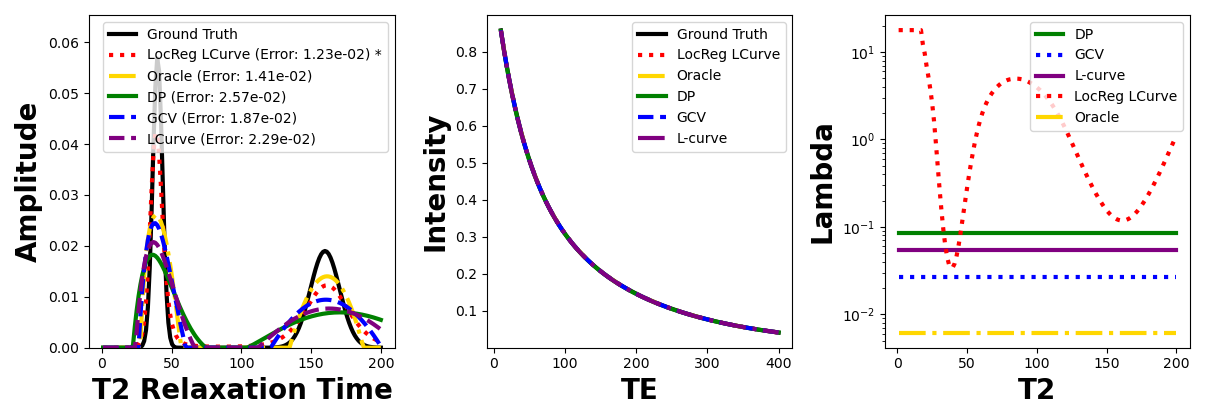 Amplitude
0.06
0.05
0.04
0.03
0.02
0.01
0.00
Ground Truth
LocReg LCurve (Error: 1.23e-02) *
Oracle (Error: 1.41e-02)
DP (Error: 2.57e-02)
GCV (Error: 1.87e-02)
LCurve (Error: 2.29e-02)
0 50 100 150 200
T2 Relaxation Time
Intensity
0.8
0.7
0.6
0.5
0.4
0.3
0.2
0.1
Ground Truth
LocReg LCurve
Oracle
DP
GCV
L-curve
0 100 200 300 400
TE
Lambda
10¹
10⁰
10⁻¹
10⁻²
DP
GCV
L-curve
LocReg LCurve
Oracle
0 50 100 150 200
T2